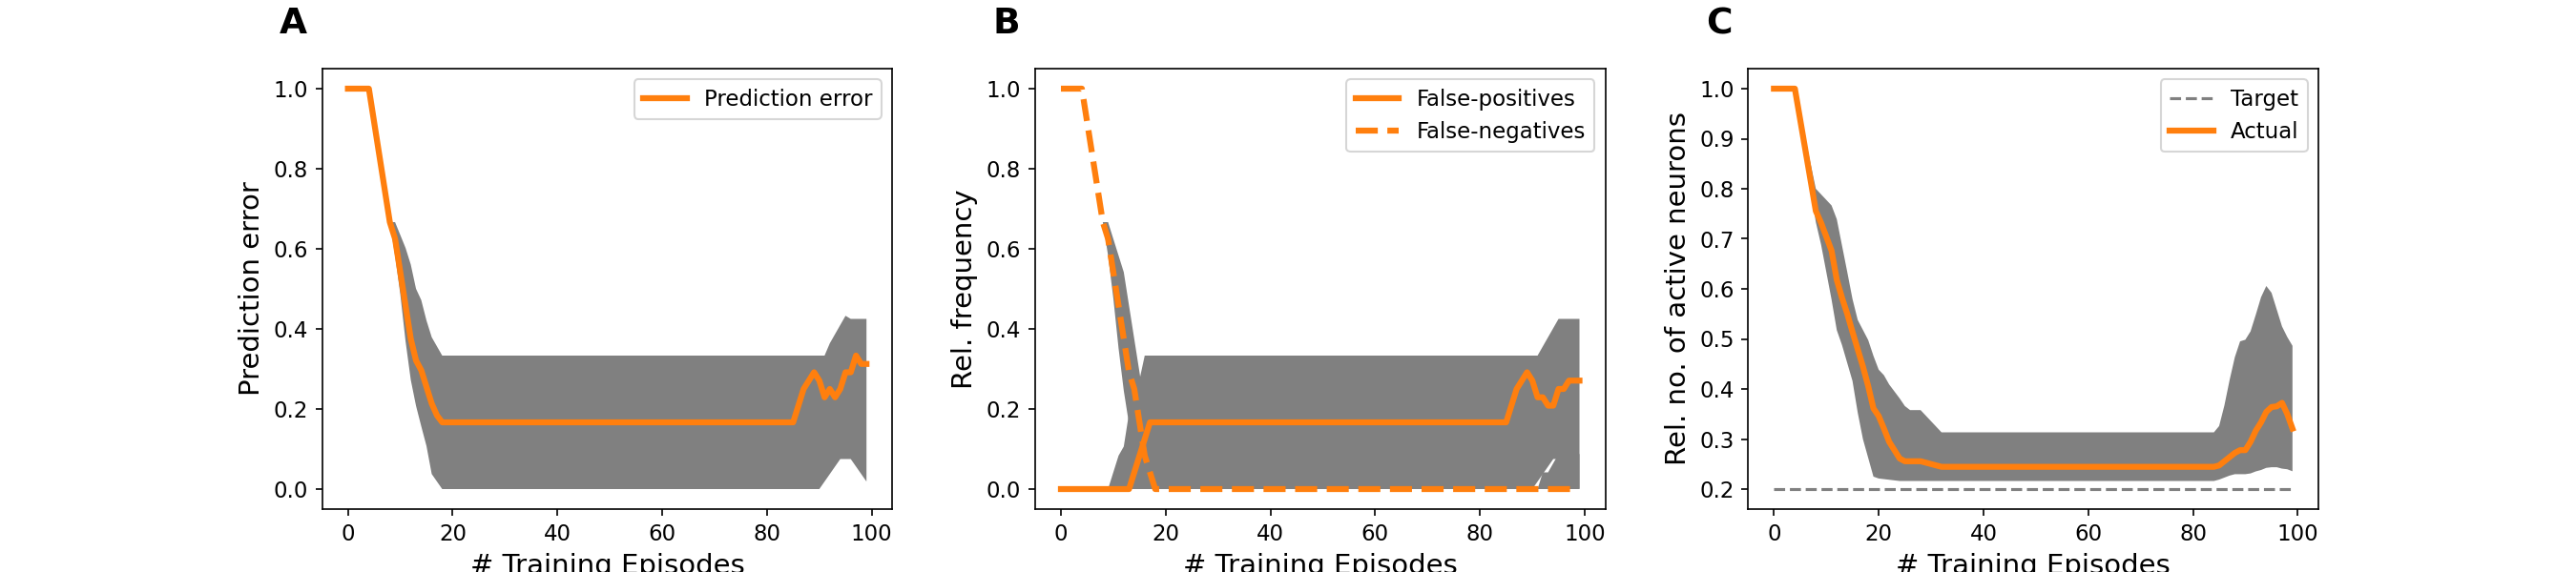 A
B
C
Prediction error
1.0
0.8
0.6
0.4
0.2
0.0
0
20
40
60
80
100
# Training Episodes
Prediction error
Rel. frequency
1.0
0.8
0.6
0.4
0.2
0.0
0
20
40
60
80
100
# Training Episodes
False-positives
False-negatives
Rel. no. of active neurons
1.0
0.9
0.8
0.7
0.6
0.5
0.4
0.3
0.2
0
20
40
60
80
100
# Training Episodes
Target
Actual